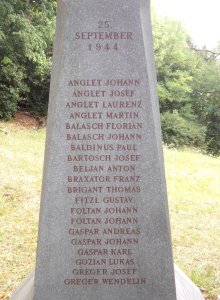 25.
SEPTEMBER
1944
ANGLET JOHANN
ANGLET JOSEF
ANGLET LAURENZ
ANGLET MARTIN
BALASCH FLORIAN
BALASCH JOHANN
BALDINUS PAUL
BARTOSCH JOSEF
BELJAN ANTON
BRAXATOR FRANZ
BRIGANT THOMAS
FITZL GUSTAV
FOLTAN JOHANN
FOLTAN JOHANN
GASPAR ANDREAS
GASPAR JOHANN
GASPAR KARL
GOZIAN LUKAS
GREGER JOSEF
GREGER WENDELIN